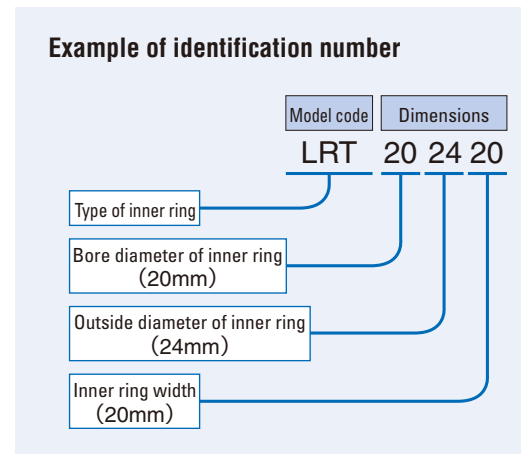 Example of identification number
Model code Dimensions
LRT 20 24 20
Type of inner ring
Bore diameter of inner ring
（20mm）
Outside diameter of inner ring
（24mm）
Inner ring width
（20mm）